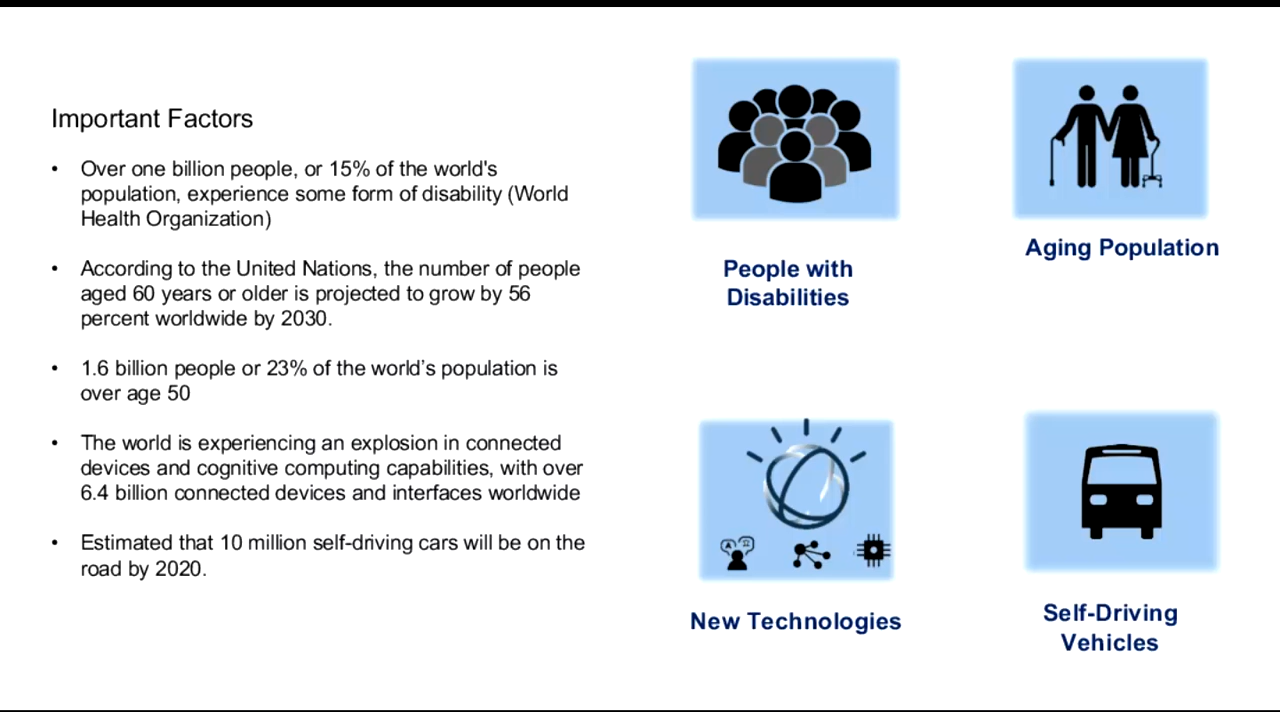 Important Factors
• Over one billion people, or 15% of the world's
population, experience some form of disability (World
Health Organization)
• According to the United Nations, the number of people
aged 60 years or older is projected to grow by 56
percent worldwide by 2030.
• 1.6 billion people or 23% of the world’s population is
over age 50
• The world is experiencing an explosion in connected
devices and cognitive computing capabilities, with over
6.4 billion connected devices and interfaces worldwide
• Estimated that 10 million self-driving cars will be on the
road by 2020.
People with
Disabilities
Aging Population
New Technologies
Self-Driving
Vehicles